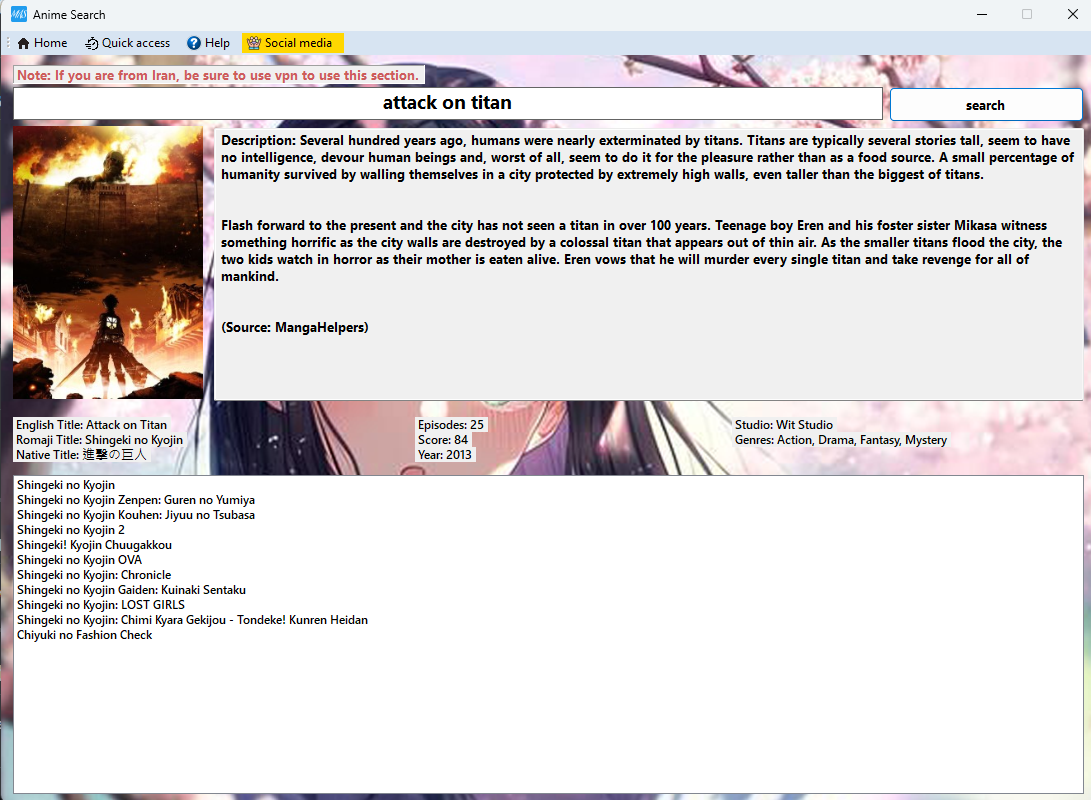 Anime Search
Home Quick access Help Social media
Note: If you are from Iran, be sure to use vpn to use this section.
attack on titan
search
Description: Several hundred years ago, humans were nearly exterminated by titans. Titans are typically several stories tall, seem to have
no intelligence, devour human beings and, worst of all, seem to do it for the pleasure rather than as a food source. A small percentage of
humanity survived by walling themselves in a city protected by extremely high walls, even taller than the biggest of titans.
Flash forward to the present and the city has not seen a titan in over 100 years. Teenage boy Eren and his foster sister Mikasa witness
something horrific as the city walls are destroyed by a colossal titan that appears out of thin air. As the smaller titans flood the city, the
two kids watch in horror as their mother is eaten alive. Eren vows that he will murder every single titan and take revenge for all of
mankind.
(Source: MangaHelpers)
English Title: Attack on Titan
Romaji Title: Shingeki no Kyojin
Native Title: 進撃の巨人
Episodes: 25
Score: 84
Year: 2013
Studio: Wit Studio
Genres: Action, Drama, Fantasy, Mystery
Shingeki no Kyojin
Shingeki no Kyojin Zenpen: Guren no Yumiya
Shingeki no Kyojin Kouhen: Jiyuu no Tsubasa
Shingeki no Kyojin 2
Shingeki! Kyojin Chuugakkou
Shingeki no Kyojin OVA
Shingeki no Kyojin: Chronicle
Shingeki no Kyojin Gaiden: Kuinaki Sentaku
Shingeki no Kyojin: LOST GIRLS
Shingeki no Kyojin: Chimi Kyara Gekijou - Tondeke! Kunren Heidan
Chiyuki no Fashion Check